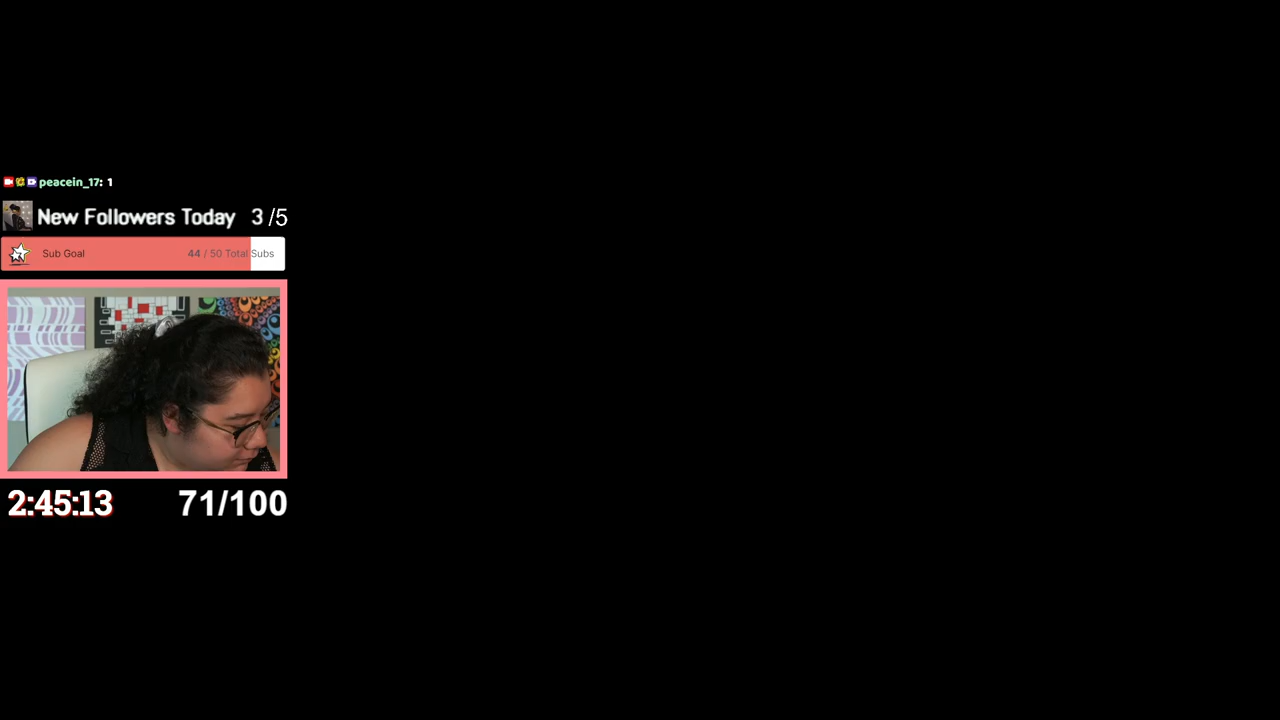 peacein_17: 1
New Followers Today 3 /5
Sub Goal 44 / 50 Total Subs
2:45:13 71/100